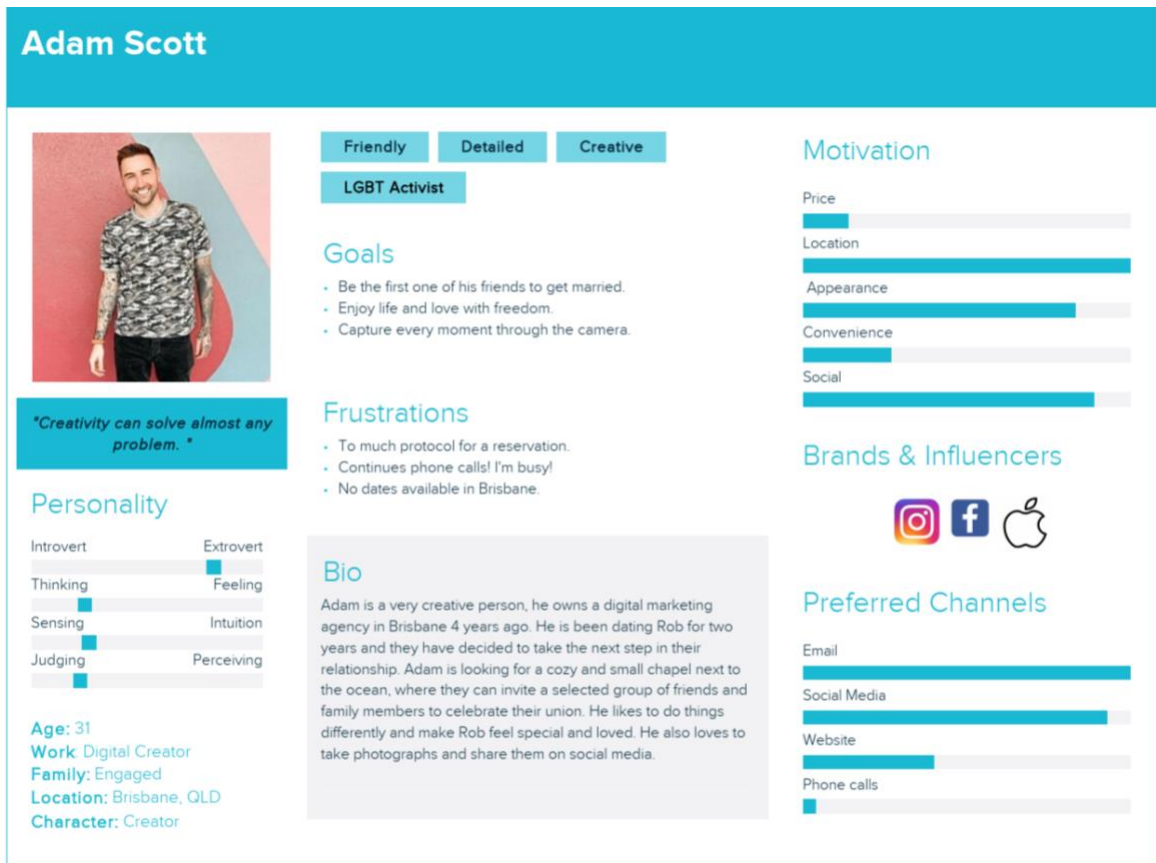 Adam Scott
"Creativity can solve almost any
problem. "
Personality
Introvert Extrovert
Thinking Feeling
Sensing Intuition
Judging Perceiving
Age: 31
Work: Digital Creator
Family: Engaged
Location: Brisbane, QLD
Character: Creator
Friendly Detailed Creative
LGBT Activist
Goals
• Be the first one of his friends to get married.
• Enjoy life and love with freedom.
• Capture every moment through the camera.
Frustrations
• To much protocol for a reservation.
• Continues phone calls! I'm busy!
• No dates available in Brisbane.
Bio
Adam is a very creative person, he owns a digital marketing
agency in Brisbane 4 years ago. He is been dating Rob for two
years and they have decided to take the next step in their
relationship. Adam is looking for a cozy and small chapel next to
the ocean, where they can invite a selected group of friends and
family members to celebrate their union. He likes to do things
differently and make Rob feel special and loved. He also loves to
take photographs and share them on social media.
Motivation
Price
Location
Appearance
Convenience
Social
Brands & Influencers
Preferred Channels
Email
Social Media
Website
Phone calls